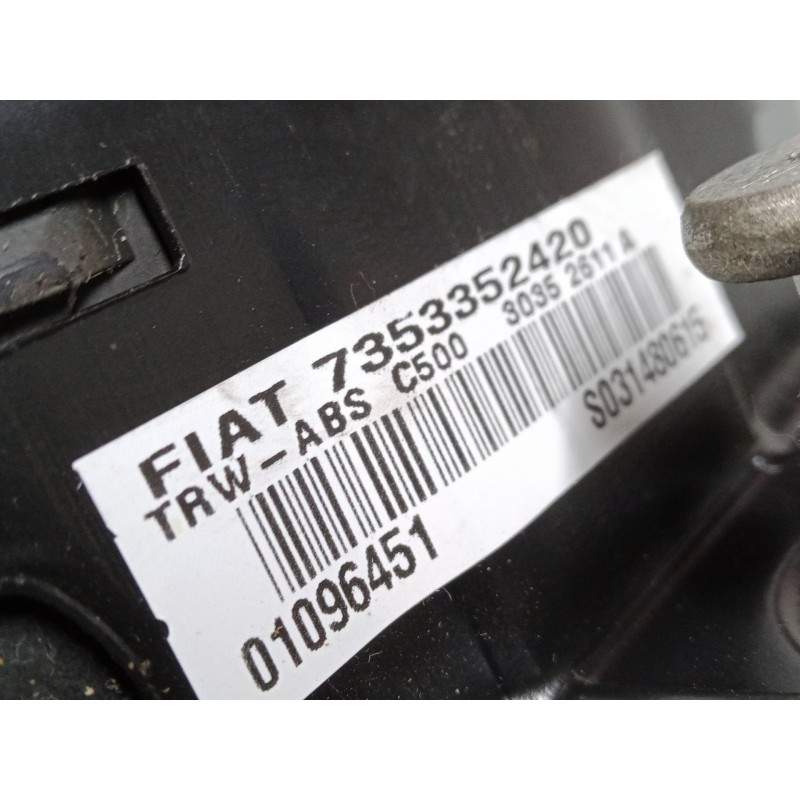 FIAT 7353352420
TRW-ABS C500 3035 2611 A
01096451 S031480615